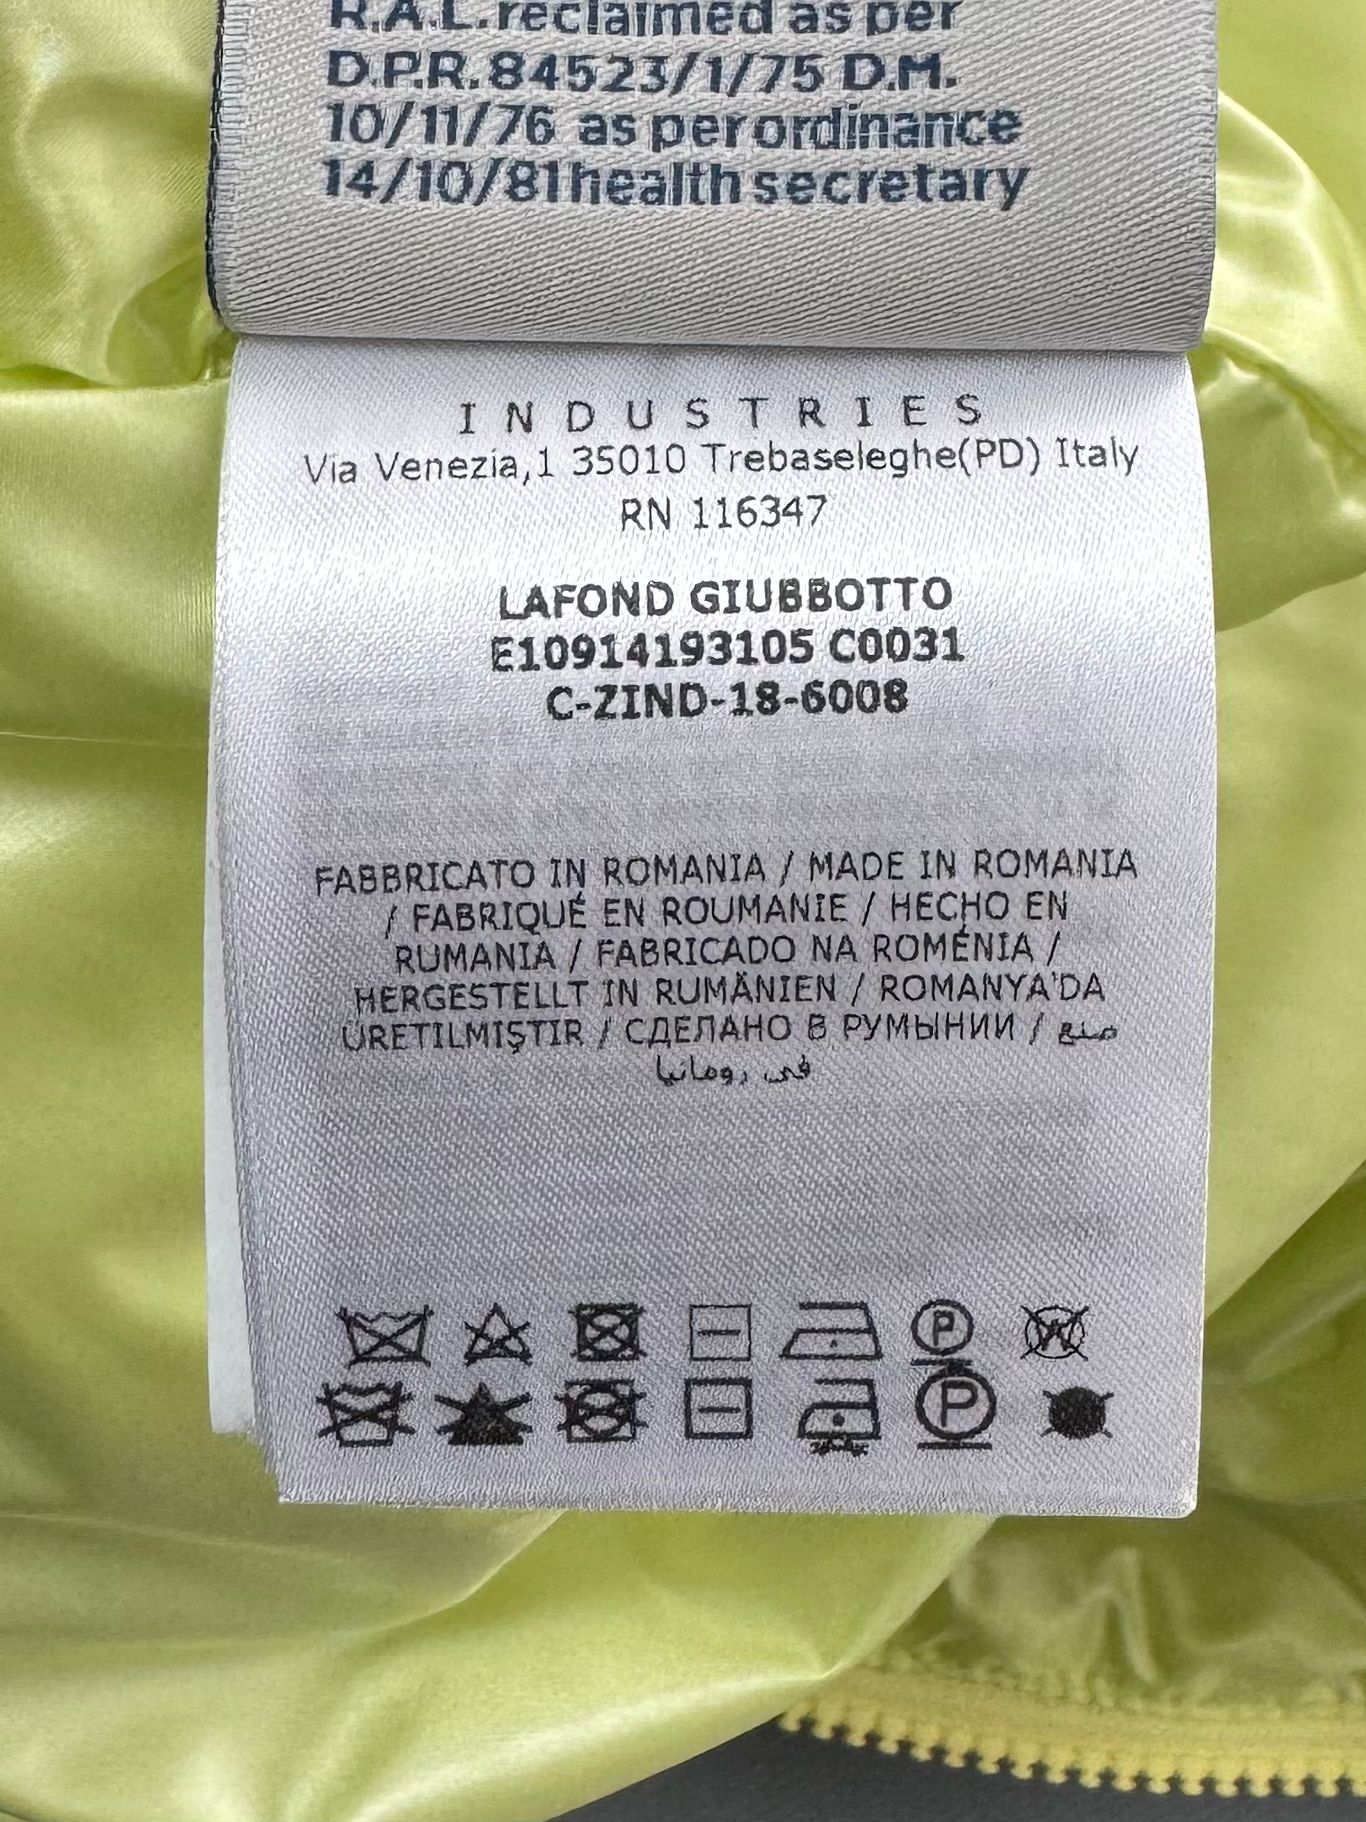 R.A.L. reclaimed as per
D.P.R. 84523/1/75 D.M.
10/11/76 as per ordinance
14/10/81 health secretary
INDUSTRIES
Via Venezia,1 35010 Trebaseleghe(PD) Italy
RN 116347
LAFOND GIUBBOTTO
E10914193105 C0031
C-ZIND-18-6008
FABBRICATO IN ROMANIA / MADE IN ROMANIA
/ FABRIQUÉ EN ROUMANIE / HECHO EN
RUMANIA / FABRICADO NA ROMÉNIA /
HERGESTELLT IN RUMÄNIEN / ROMANYA'DA
ÜRETILMIŞTIR / СДЕЛАНО В РУМЫНИИ / صنع
في رومانيا
P W
P